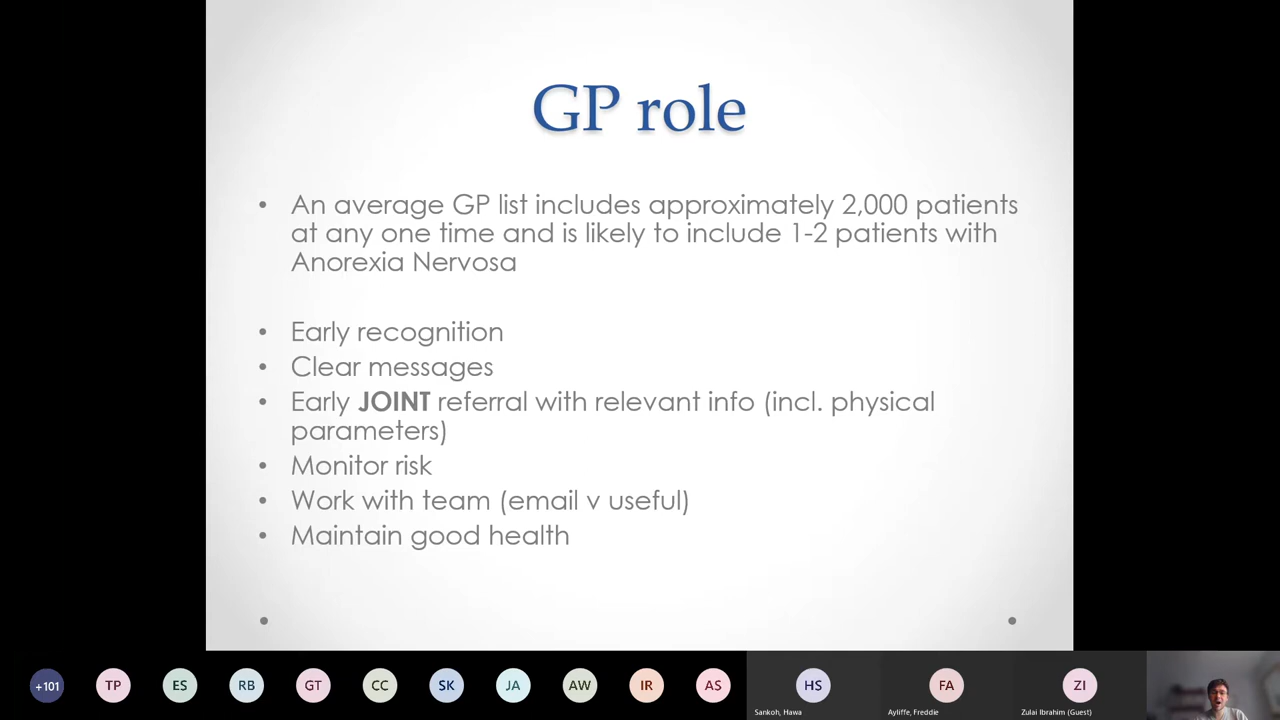 GP role
• An average GP list includes approximately 2,000 patients
at any one time and is likely to include 1-2 patients with
Anorexia Nervosa
• Early recognition
• Clear messages
• Early JOINT referral with relevant info (incl. physical
parameters)
• Monitor risk
• Work with team (email v useful)
• Maintain good health
+101
TP
ES
RB
GT
CC
SK
JA
AW
IR
AS
HS
FA
ZI
Sankoh, Hawa
Ayliffe, Freddie
Zulai Ibrahim (Guest)